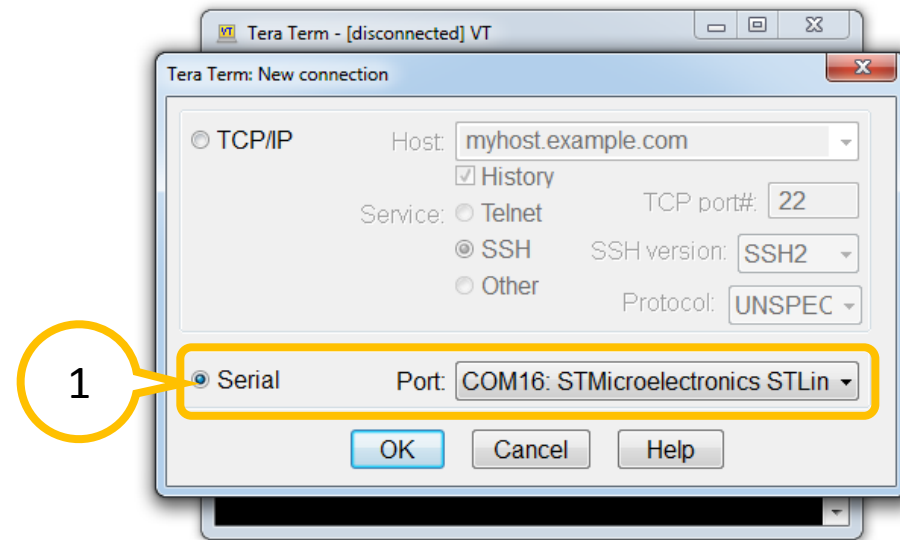 Tera Term - [disconnected] VT
Tera Term: New connection
TCP/IP Host: myhost.example.com
History
Service: Telnet TCP port#: 22
SSH SSH version: SSH2
Other Protocol: UNSPEC
1 Serial Port: COM16: STMicroelectronics STLin
OK Cancel Help